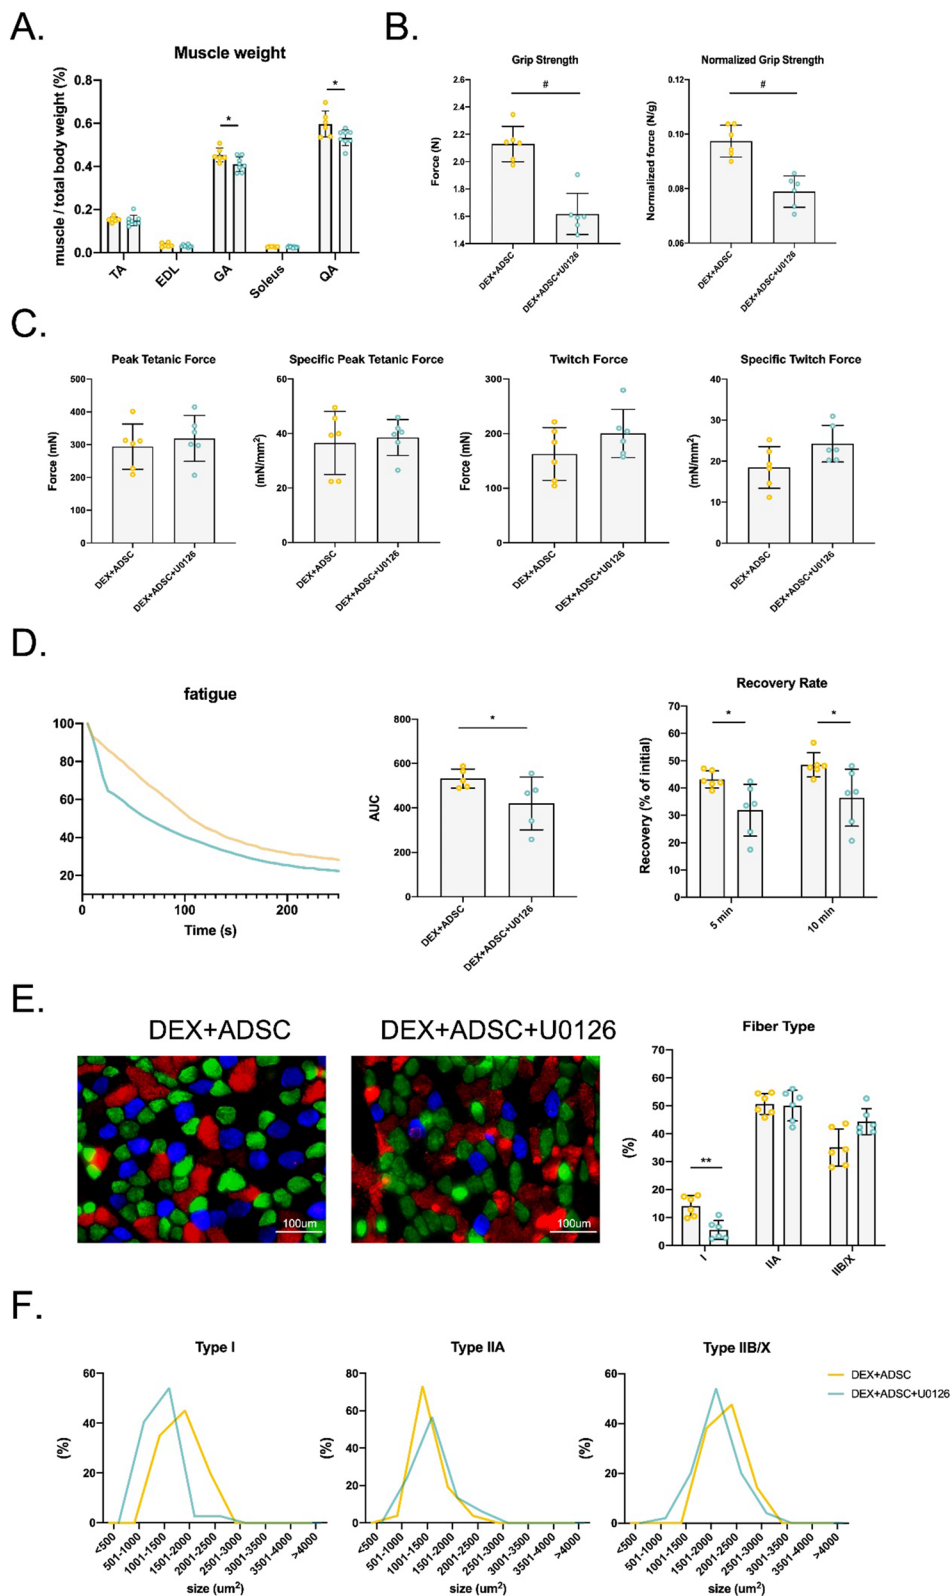 A.
Muscle weight
muscle / total body weight (%)
0.8
0.6
0.4
0.2
0.0
*
*
TA
EDL
GA
Soleus
QA
B.
Grip Strength
Force (N)
2.6
2.4
2.2
2.0
1.8
1.6
1.4
#
DEX+ADSC
DEX+ADSC+U0126
Normalized Grip Strength
Normalized force (N/g)
0.12
0.10
0.08
0.06
#
DEX+ADSC
DEX+ADSC+U0126
C.
Peak Tetanic Force
Force (mN)
500
400
300
200
100
0
DEX+ADSC
DEX+ADSC+U0126
Specific Peak Tetanic Force
(mN/mm²)
60
40
20
0
DEX+ADSC
DEX+ADSC+U0126
Twitch Force
Force (mN)
300
200
100
0
DEX+ADSC
DEX+ADSC+U0126
Specific Twitch Force
(mN/mm²)
40
30
20
10
0
DEX+ADSC
DEX+ADSC+U0126
D.
fatigue
100
80
60
40
20
0
100
200
Time (s)
AUC
800
600
400
200
0
*
DEX+ADSC
DEX+ADSC+U0126
Recovery Rate
Recovery (% of initial)
70
60
50
40
30
20
10
0
*
*
5 min
10 min
E.
DEX+ADSC
100um
DEX+ADSC+U0126
100um
Fiber Type
(%)
70
60
50
40
30
20
10
0
**
I
IIA
IIB/X
F.
Type I
(%)
60
40
20
0
<500
501-1000
1001-1500
1501-2000
2001-2500
2501-3000
3001-3500
3501-4000
>4000
size (um²)
Type IIA
(%)
80
60
40
20
0
<500
501-1000
1001-1500
1501-2000
2001-2500
2501-3000
3001-3500
3501-4000
>4000
size (um²)
Type IIB/X
(%)
60
40
20
0
<500
501-1000
1001-1500
1501-2000
2001-2500
2501-3000
3001-3500
3501-4000
>4000
size (um²)
DEX+ADSC
DEX+ADSC+U0126